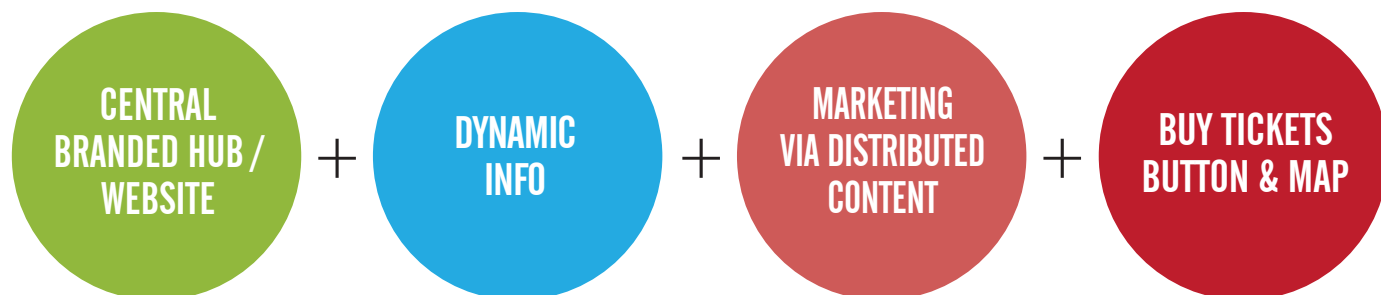 CENTRAL
BRANDED HUB /
WEBSITE
+
DYNAMIC
INFO
+
MARKETING
VIA DISTRIBUTED
CONTENT
+
BUY TICKETS
BUTTON & MAP